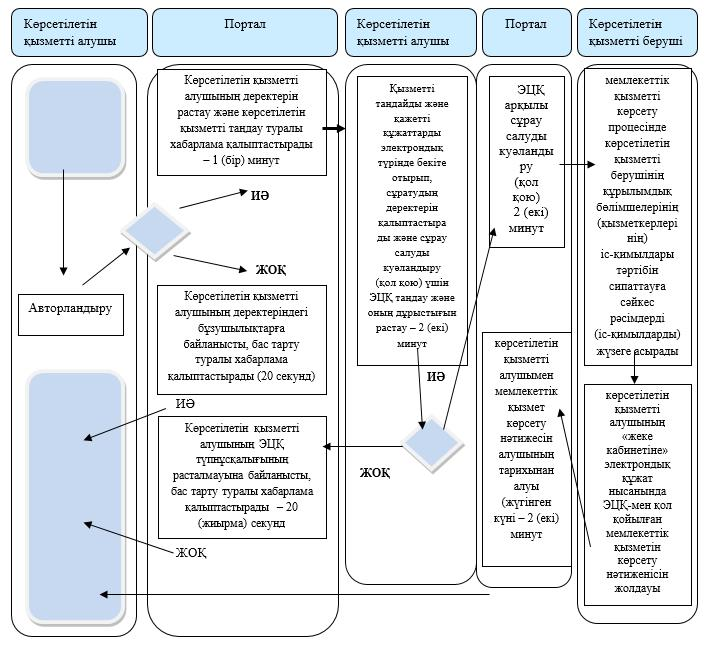 Көрсетілетін
қызметті алушы
Портал
Көрсетілетін
қызметті алушы
Портал
Көрсетілетін
қызметті беруші
Авторландыру
Көрсетілетін қызметті
алушының деректерін
растау және көрсетілетін
қызметті таңдау туралы
хабарлама қалыптастырады
– 1 (бір) минут
ИӘ
ЖОҚ
Көрсетілетін қызметті
алушының деректеріндегі
бұзушылықтарға
байланысты, бас тарту
туралы хабарлама
қалыптастырады (20 секунд)
ИӘ
Көрсетілетін қызметті
алушының ЭЦҚ
түпнұсқалығының
расталмауына байланысты,
бас тарту туралы хабарлама
қалыптастырады – 20
(жиырма) секунд
ЖОҚ
Қызметті
таңдайды және
қажетті
құжаттарды
электрондық
түрінде бекіте
отырып,
сұратудың
деректерін
қалыптастыра
ды және сұрау
салуды
куәландыру
(қол қою) үшін
ЭЦҚ таңдау және
оның дұрыстығын
растау – 2 (екі)
минут
ИӘ
ЖОҚ
ЭЦҚ
арқылы
сұрау
салуды
куәланды
ру
(қол
қою)
2 (екі)
минут
көрсетілетін
қызметті
алушымен
мемлекеттік
қызмет
көрсету
нәтижесін
алушының
тарихынан
алуы
(жүгінген
күні – 2 (екі)
минут
мемлекеттік
қызметті
көрсету
процесінде
көрсетілетін
қызметті
берушінің
құрылымдық
бөлімшелерінің
(қызметкерлері
нің)
іс-қимылдары
тәртібін
сипаттауға
сәйкес
рәсімдерді
(іс-қимылдарды)
жүзеге асырады
көрсетілетін
қызметті
алушының
«жеке
кабинетіне»
электрондық
құжат
нысанында
ЭЦҚ-мен қол
қойылған
мемлекеттік
қызметін
көрсету
нәтиженісін
жолдауы